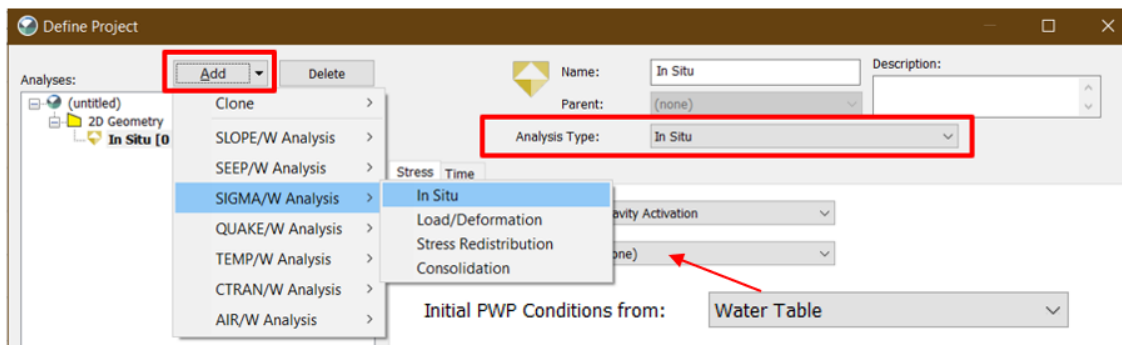 Define Project
Analyses:
Add
Delete
Name:
In Situ
Description:
(untitled)
Clone
Parent:
(none)
2D Geometry
In Situ [0
SLOPE/W Analysis
Analysis Type:
In Situ
SEEP/W Analysis
Stress Time
SIGMA/W Analysis
In Situ
avity Activation
QUAKE/W Analysis
Load/Deformation
TEMP/W Analysis
Stress Redistribution
one)
CTRAN/W Analysis
Consolidation
AIR/W Analysis
Initial PWP Conditions from:
Water Table